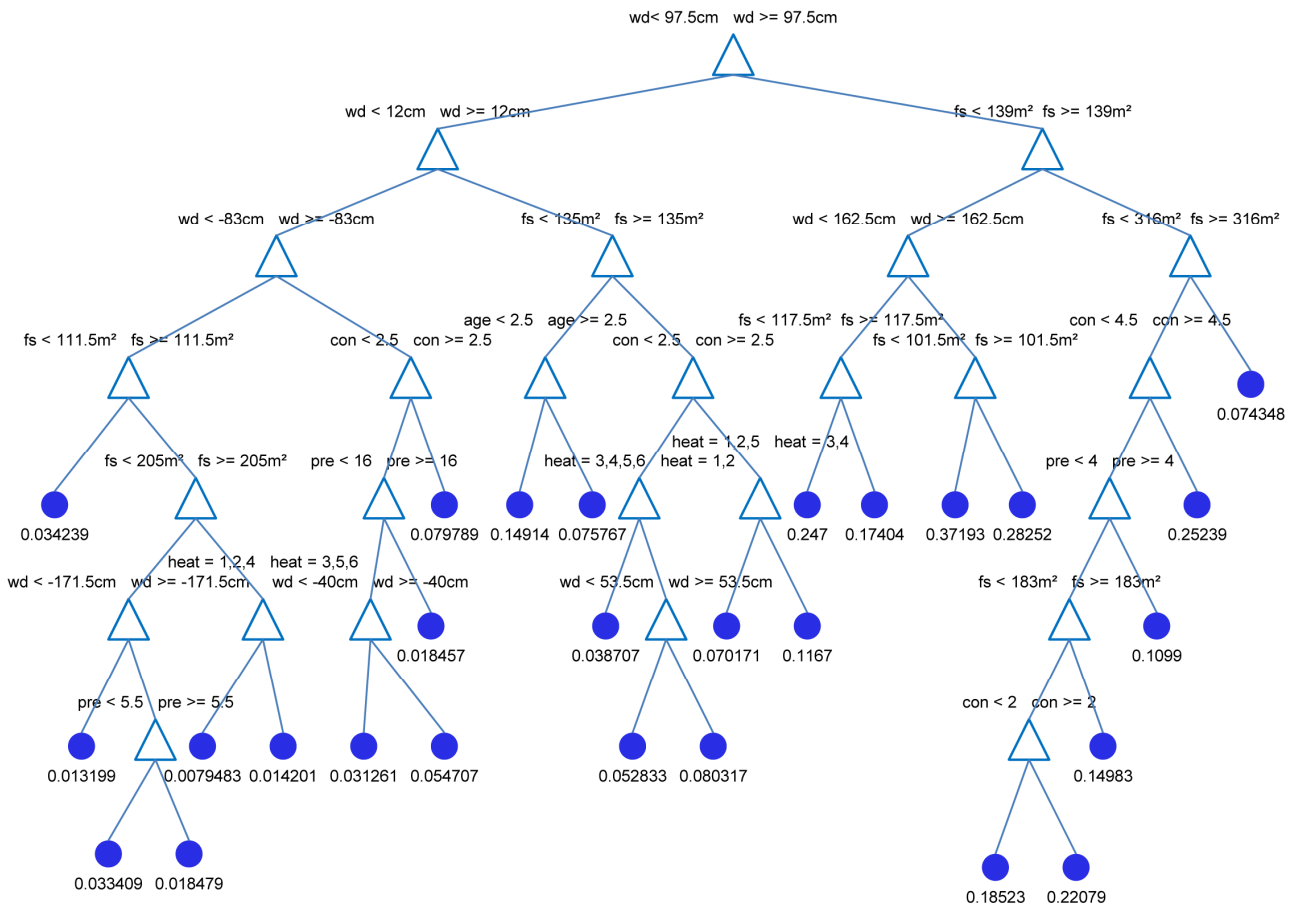 wd< 97.5cm wd >= 97.5cm
wd < 12cm wd >= 12cm fs < 139m² fs >= 139m²
wd < -83cm wd >= -83cm fs < 135m² fs >= 135m² wd < 162.5cm wd >= 162.5cm fs < 316m² fs >= 316m²
age < 2.5 age >= 2.5 fs < 117.5m² fs >= 117.5m² con < 4.5 con >= 4.5
fs < 111.5m² fs >= 111.5m² con < 2.5 con >= 2.5 con < 2.5 con >= 2.5 fs < 101.5m² fs >= 101.5m²
0.074348
heat = 1,2,5 heat = 3,4
fs < 205m² fs >= 205m² pre < 16 pre >= 16 heat = 3,4,5,6 heat = 1,2 pre < 4 pre >= 4
0.034239 0.079789 0.14914 0.075767 0.247 0.17404 0.37193 0.28252 0.25239
heat = 1,2,4 heat = 3,5,6
wd < -171.5cm wd >= -171.5cm wd < -40cm wd >= -40cm wd < 53.5cm wd >= 53.5cm fs < 183m² fs >= 183m²
0.018457 0.038707 0.070171 0.1167 0.1099
pre < 5.5 pre >= 5.5 con < 2 con >= 2
0.013199 0.0079483 0.014201 0.031261 0.054707 0.052833 0.080317 0.14983
0.033409 0.018479
0.18523 0.22079